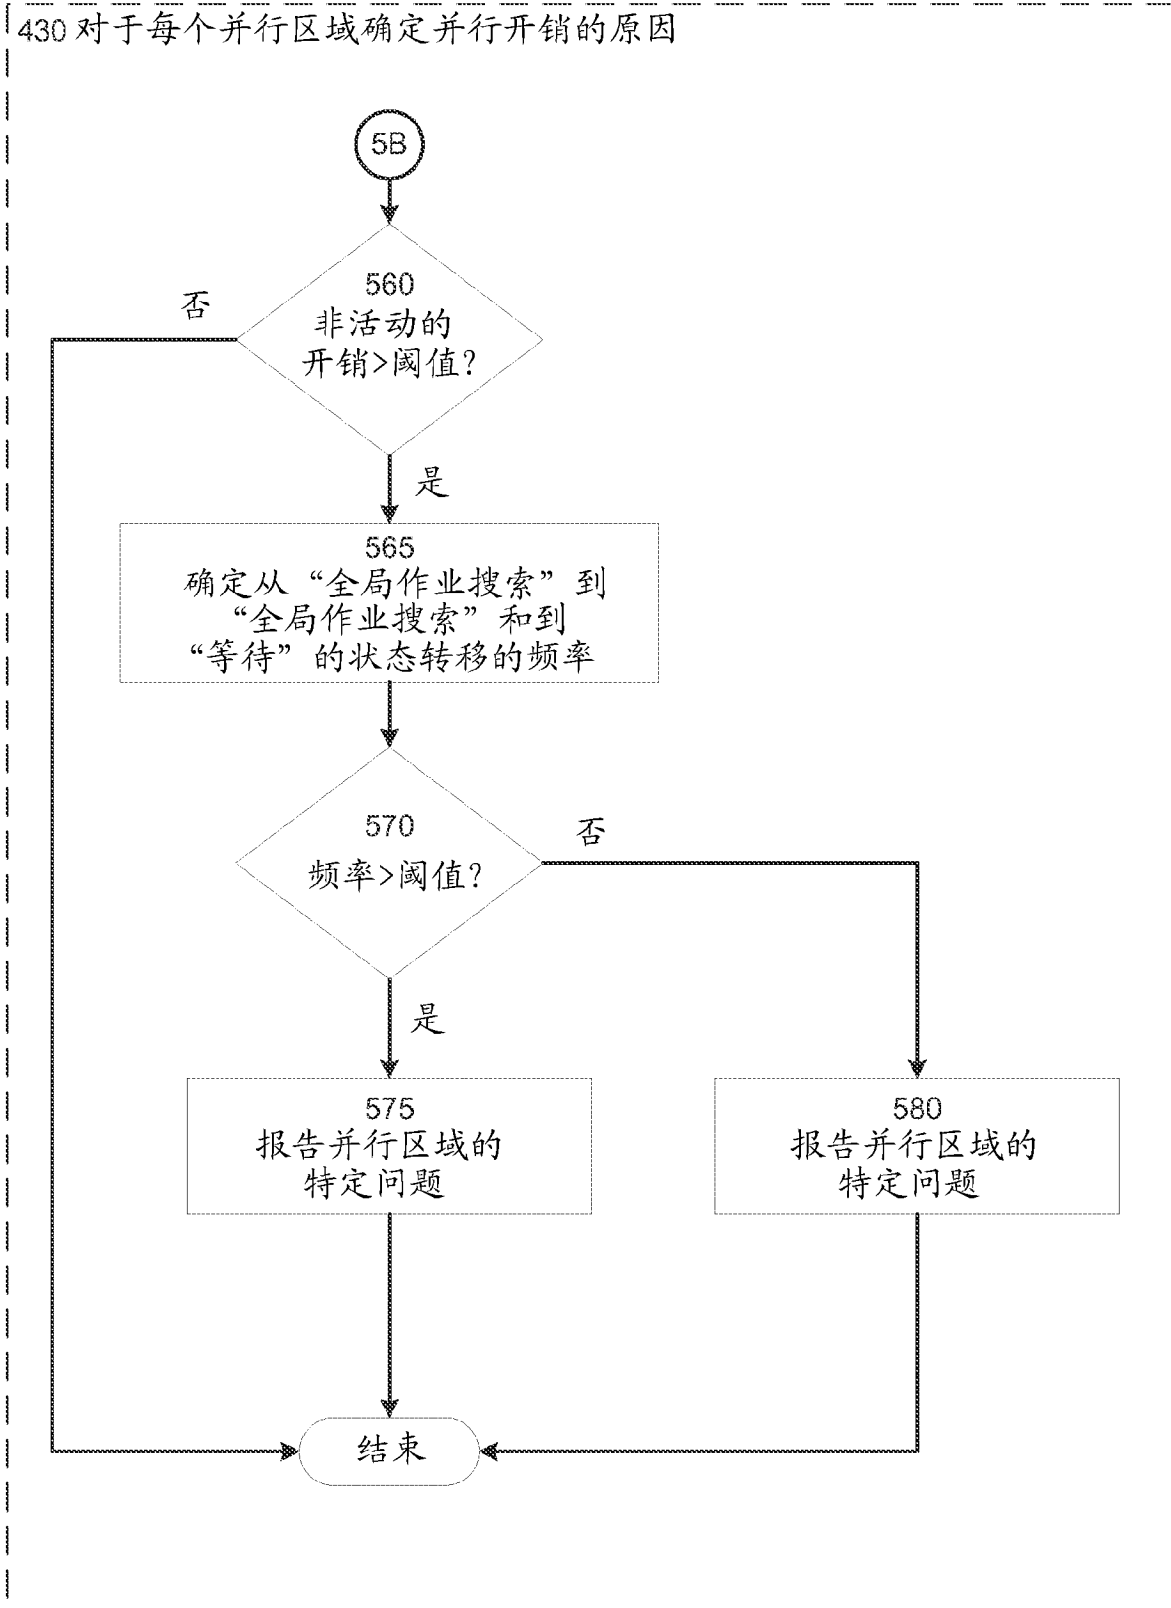 430 对于每个并行区域确定并行开销的原因
5B
560
非活动的
开销>阈值?
否
是
565
确定从“全局作业搜索”到
“全局作业搜索”和到
“等待”的状态转移的频率
570
频率>阈值?
否
是
575
报告并行区域的
特定问题
580
报告并行区域的
特定问题
结束